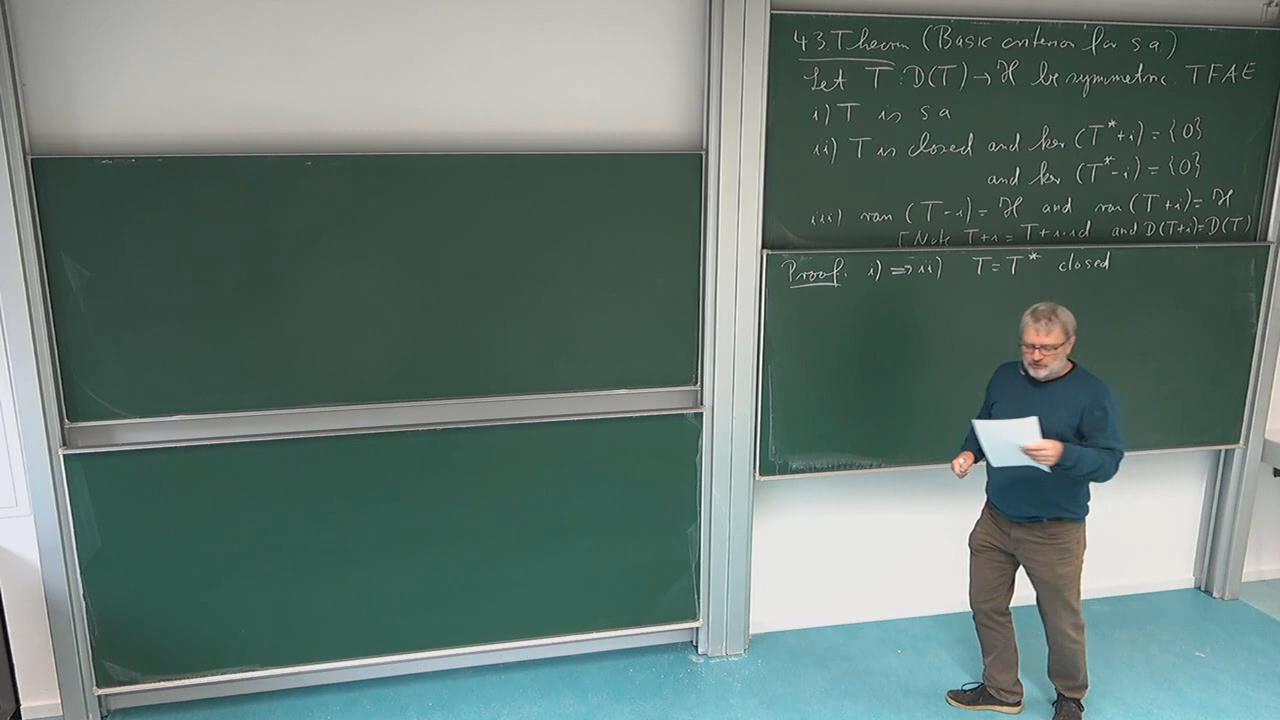 43. Theorem (Basic criterion for s a)
Let T : D(T) → ℋ be symmetric. TFAE
i) T is s a
ii) T is closed and ker (T* + i) = {0}
and ker (T* - i) = {0}
iii) ran (T - i) = ℋ and ran (T + i) = ℋ
[Note T + i = T + i·id and D(T+i) = D(T)
Proof. i) ⇒ ii) T = T* closed